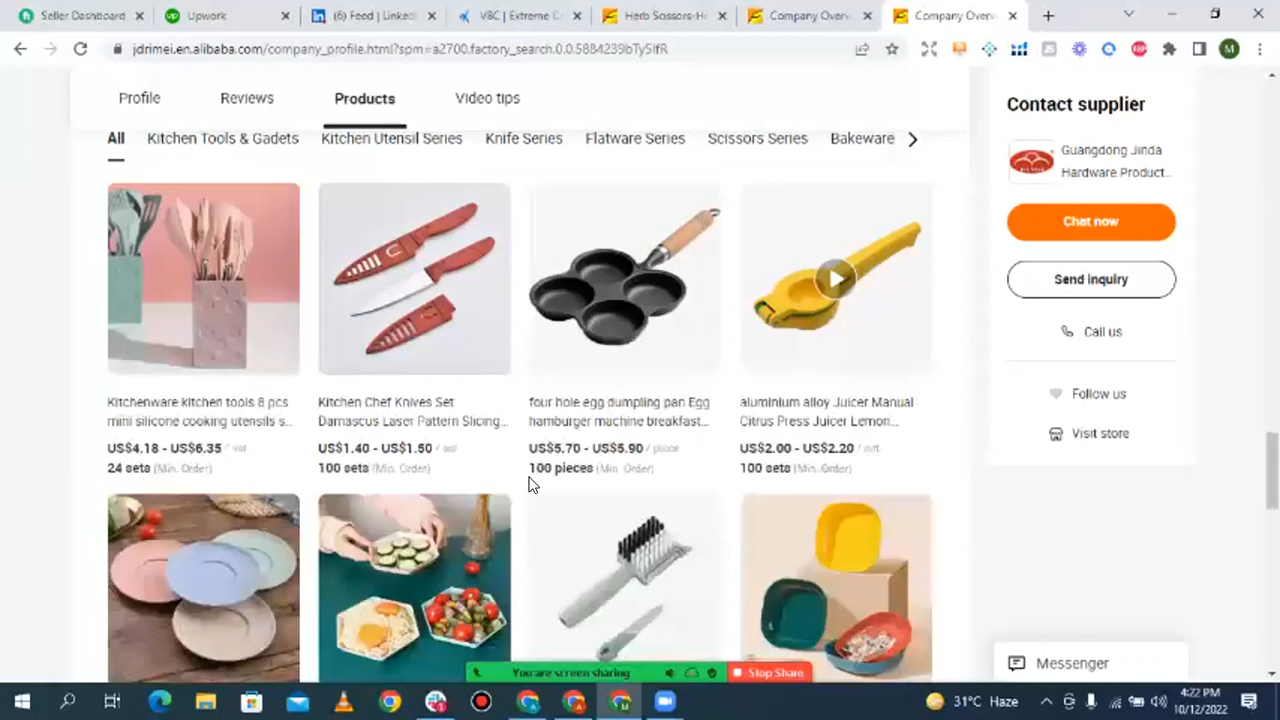 Seller Dashboard
Upwork
(6) Feed | LinkedI
V&C | Extreme C
Herb Scissors-H
Company Overv
Company Overv
jdrimei.en.alibaba.com/company_profile.html?spm=a2700.factory_search.0.0.5884239bTy5IfR
Profile
Reviews
Products
Video tips
All
Kitchen Tools & Gadets
Kitchen Utensil Series
Knife Series
Flatware Series
Scissors Series
Bakeware
Kitchenware kitchen tools 8 pcs
mini silicone cooking utensils s...
US$4.18 - US$6.35 / set
24 sets (Min. Order)
Kitchen Chef Knives Set
Damascus Laser Pattern Slicing...
US$1.40 - US$1.50 / set
100 sets (Min. Order)
four hole egg dumpling pan Egg
hamburger machine breakfast...
US$5.70 - US$5.90 / piece
100 pieces (Min. Order)
aluminium alloy Juicer Manual
Citrus Press Juicer Lemon...
US$2.00 - US$2.20 / set
100 sets (Min. Order)
Contact supplier
Guangdong Jinda
Hardware Product...
Chat now
Send inquiry
Call us
Follow us
Visit store
Messenger
You are screen sharing
Stop Share
31°C Haze
4:22 PM
10/12/2022